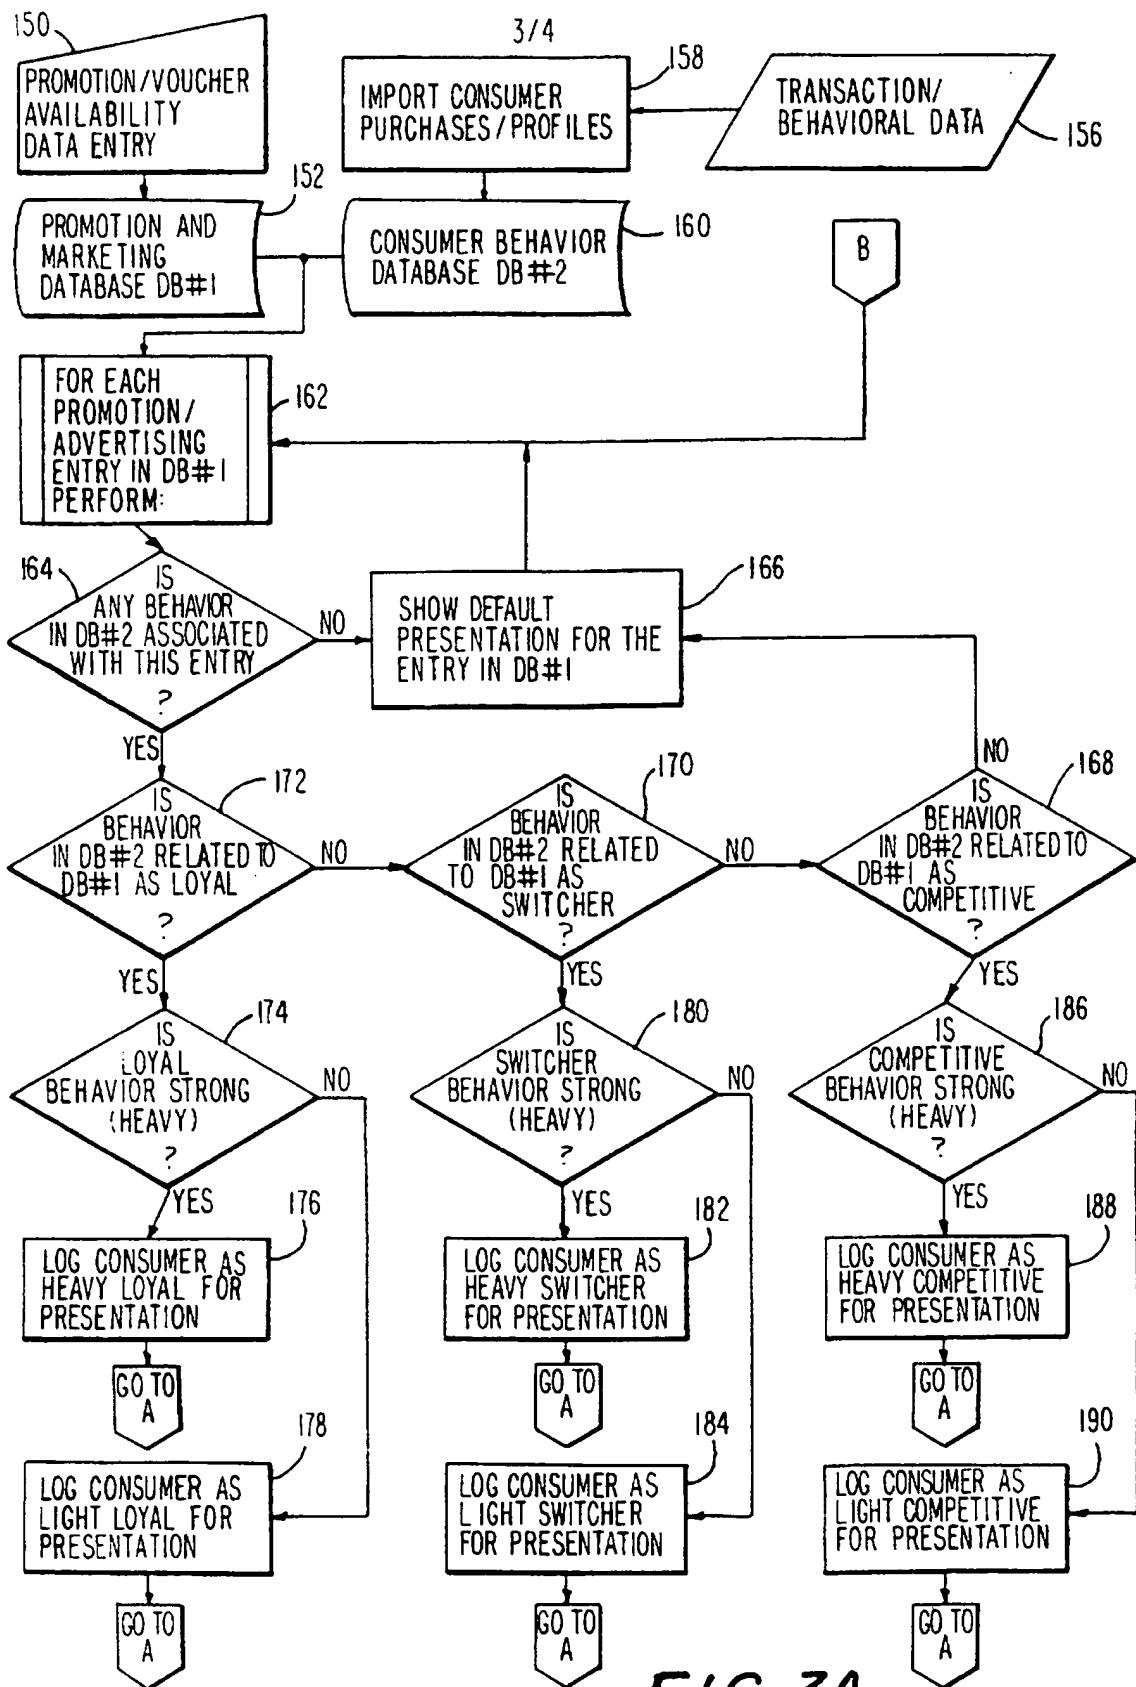 3/4
150
PROMOTION/VOUCHER
AVAILABILITY
DATA ENTRY
158
IMPORT CONSUMER
PURCHASES/PROFILES
TRANSACTION/
BEHAVIORAL DATA
156
152
PROMOTION AND
MARKETING
DATABASE DB#1
160
CONSUMER BEHAVIOR
DATABASE DB#2
B
162
FOR EACH
PROMOTION/
ADVERTISING
ENTRY IN DB#1
PERFORM:
164
IS
ANY BEHAVIOR
IN DB#2 ASSOCIATED
WITH THIS ENTRY
?
NO
YES
166
SHOW DEFAULT
PRESENTATION FOR THE
ENTRY IN DB#1
172
IS
BEHAVIOR
IN DB#2 RELATED TO
DB#1 AS LOYAL
?
NO
YES
170
IS
BEHAVIOR
IN DB#2 RELATED
TO DB#1 AS
SWITCHER
?
NO
YES
NO
168
IS
BEHAVIOR
IN DB#2 RELATED TO
DB#1 AS
COMPETITIVE
?
YES
174
IS
LOYAL
BEHAVIOR STRONG
(HEAVY)
?
NO
YES
180
IS
SWITCHER
BEHAVIOR STRONG
(HEAVY)
?
NO
YES
186
IS
COMPETITIVE
BEHAVIOR STRONG
(HEAVY)
?
NO
YES
176
LOG CONSUMER AS
HEAVY LOYAL FOR
PRESENTATION
GO TO
A
182
LOG CONSUMER AS
HEAVY SWITCHER
FOR PRESENTATION
GO TO
A
188
LOG CONSUMER AS
HEAVY COMPETITIVE
FOR PRESENTATION
GO TO
A
178
LOG CONSUMER AS
LIGHT LOYAL FOR
PRESENTATION
GO TO
A
184
LOG CONSUMER AS
LIGHT SWITCHER
FOR PRESENTATION
GO TO
A
190
LOG CONSUMER AS
LIGHT COMPETITIVE
FOR PRESENTATION
GO TO
A
FIG. 3A